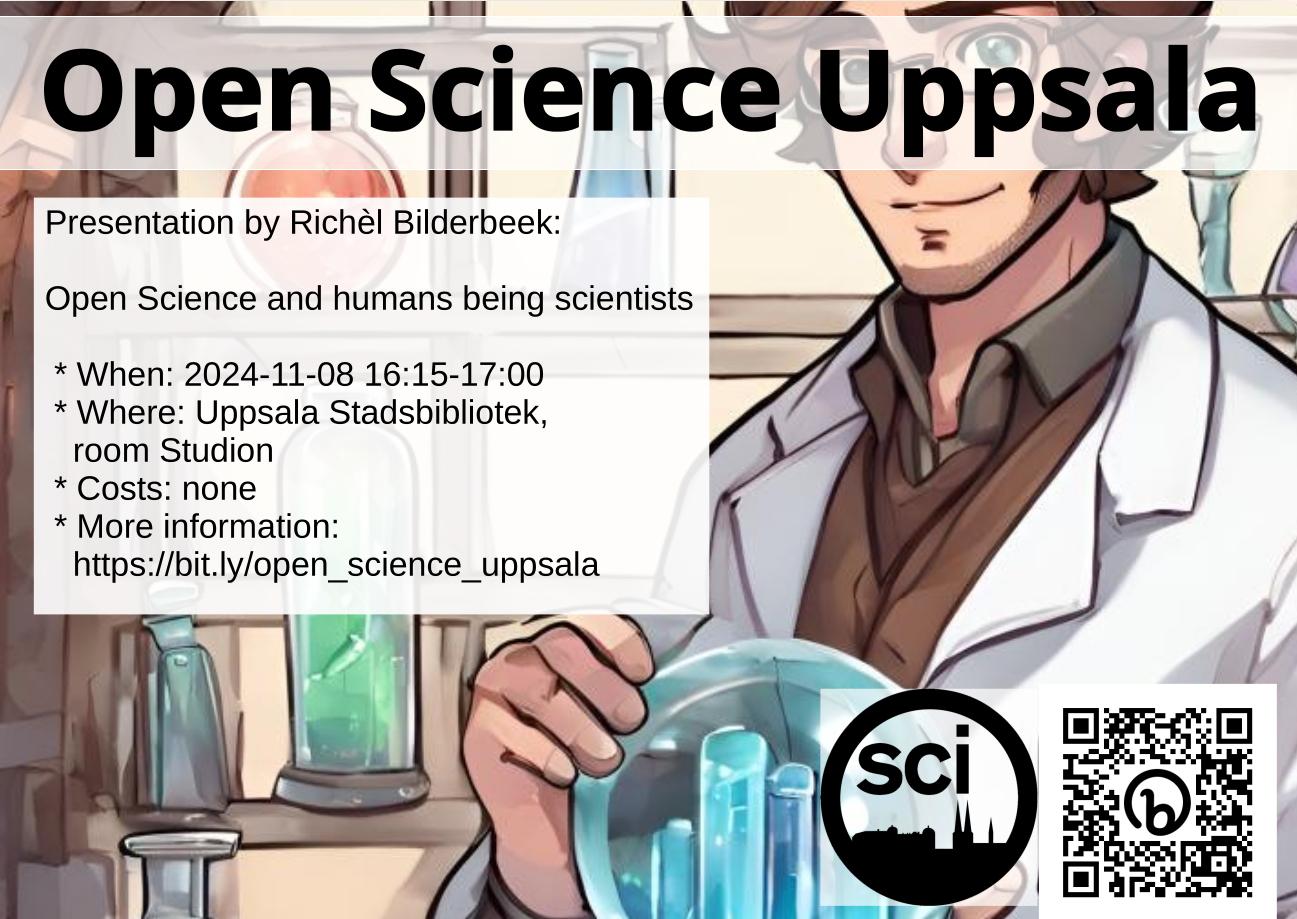 Open Science Uppsala
Presentation by Richèl Bilderbeek:
Open Science and humans being scientists
* When: 2024-11-08 16:15-17:00
* Where: Uppsala Stadsbibliotek,
room Studion
* Costs: none
* More information:
https://bit.ly/open_science_uppsala
sci
b